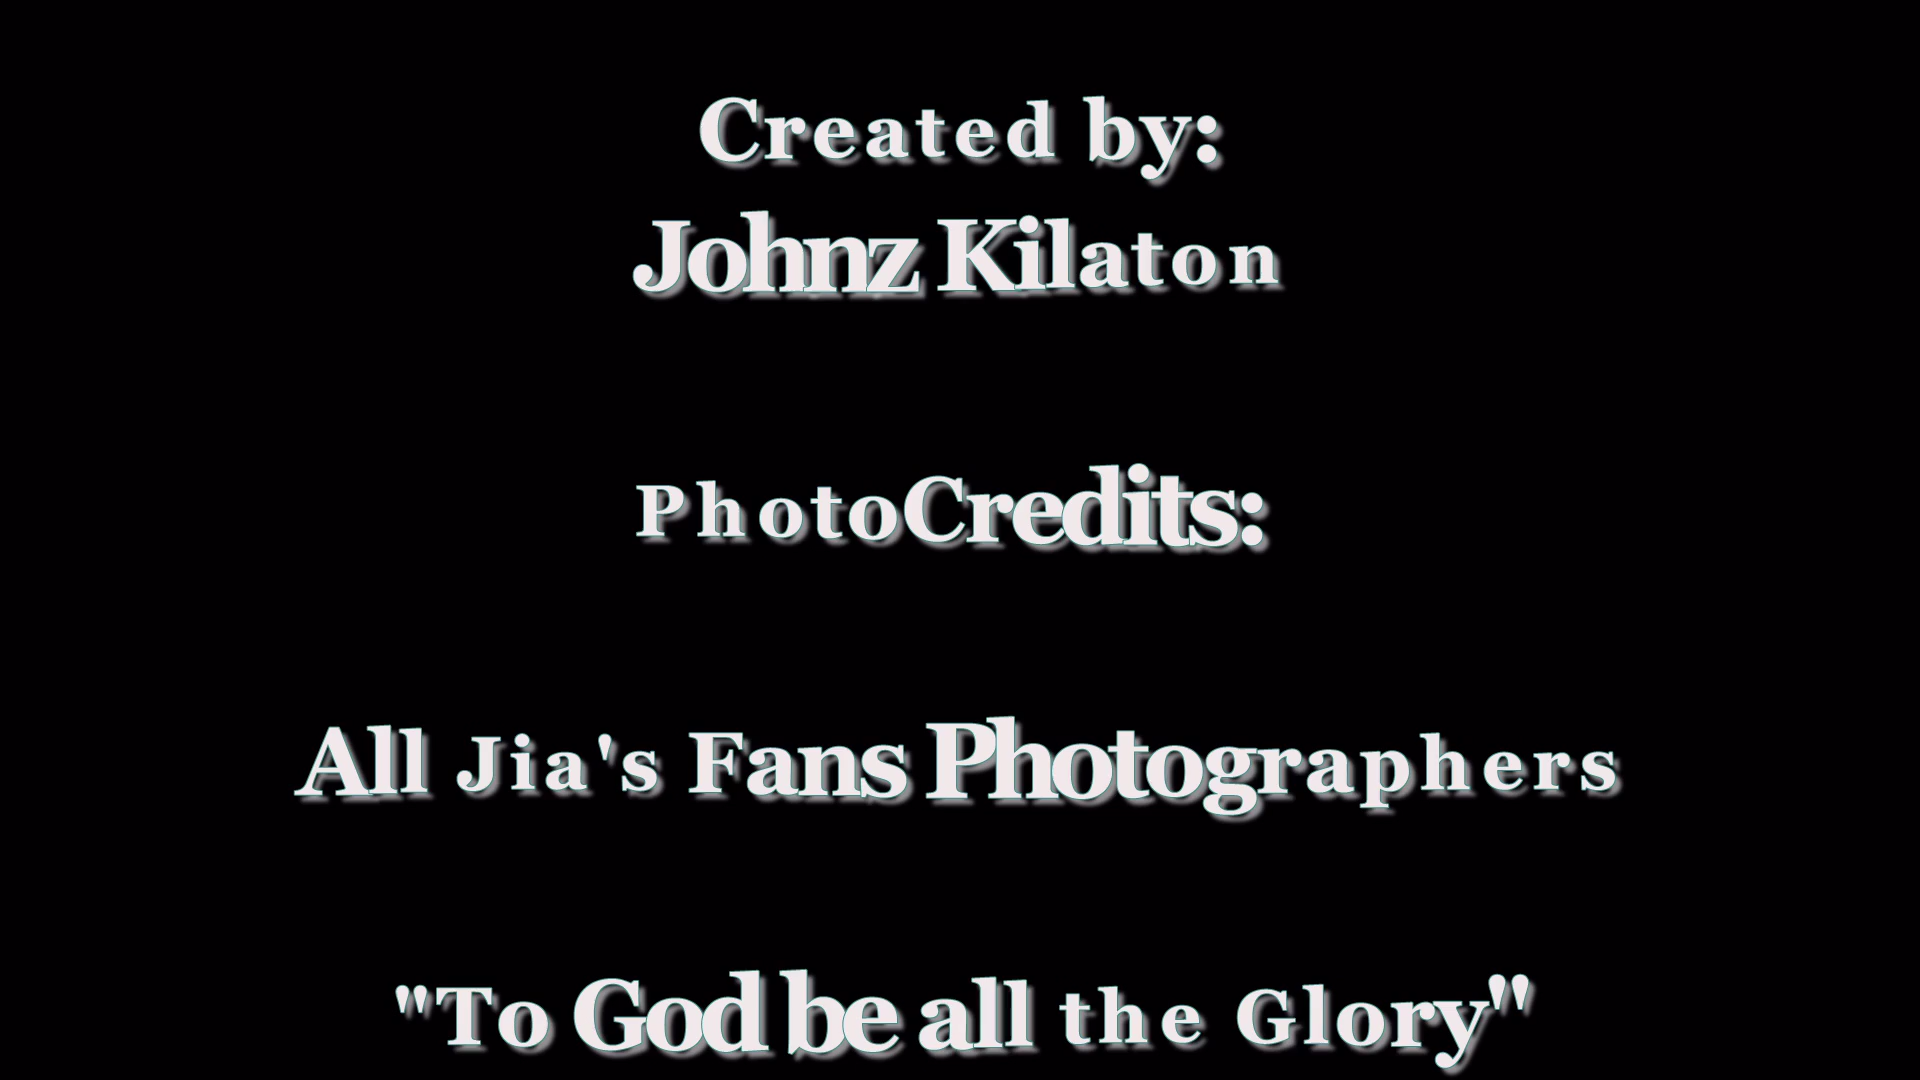 Created by:
Johnz Kilaton
PhotoCredits:
All Jia's Fans Photographers
"To God be all the Glory"